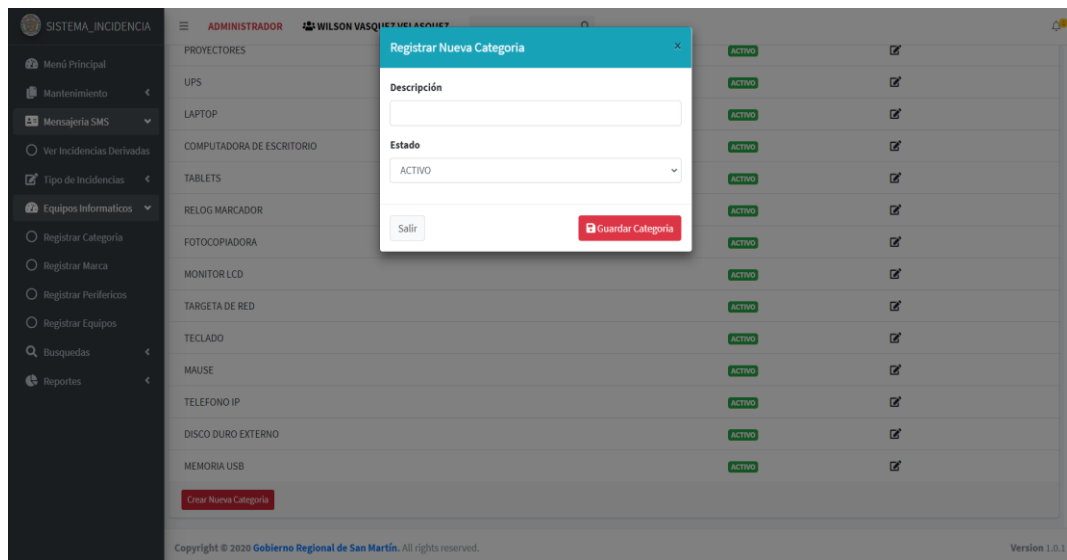 SISTEMA_INCIDENCIA
ADMINISTRADOR WILSON VASQUEZ VELASQUEZ
Menú Principal
Mantenimiento
Mensajeria SMS
Ver Incidencias Derivadas
Tipo de Incidencias
Equipos Informaticos
Registrar Categoria
Registrar Marca
Registrar Perifericos
Registrar Equipos
Busquedas
Reportes
Registrar Nueva Categoria x
Descripción
Estado
ACTIVO
Salir Guardar Categoria
PROYECTORES ACTIVO
UPS ACTIVO
LAPTOP ACTIVO
COMPUTADORA DE ESCRITORIO ACTIVO
TABLETS ACTIVO
RELOG MARCADOR ACTIVO
FOTOCOPIADORA ACTIVO
MONITOR LCD ACTIVO
TARGETA DE RED ACTIVO
TECLADO ACTIVO
MAUSE ACTIVO
TELEFONO IP ACTIVO
DISCO DURO EXTERNO ACTIVO
MEMORIA USB ACTIVO
Crear Nueva Categoria
Copyright © 2020 Gobierno Regional de San Martín. All rights reserved. Version 1.0.1